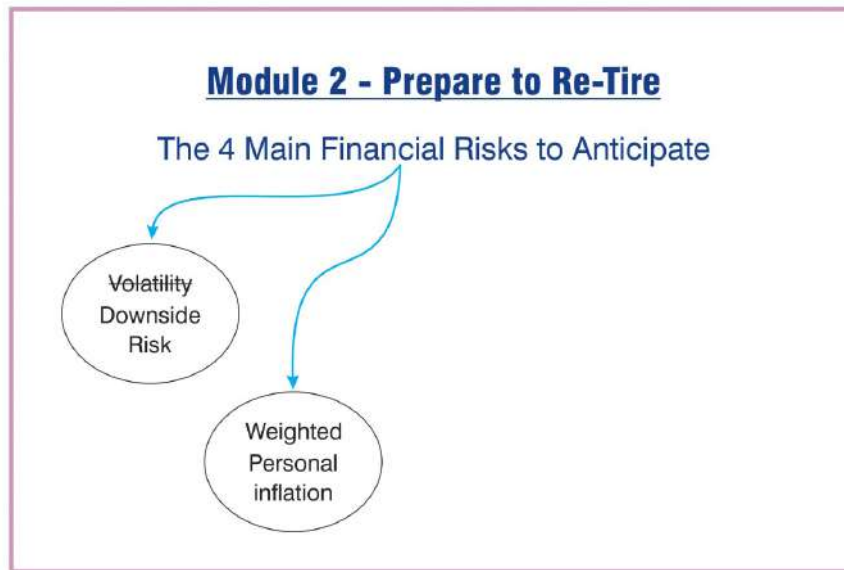 Module 2 - Prepare to Re-Tire
The 4 Main Financial Risks to Anticipate
Volatility
Downside
Risk
Weighted
Personal
inflation